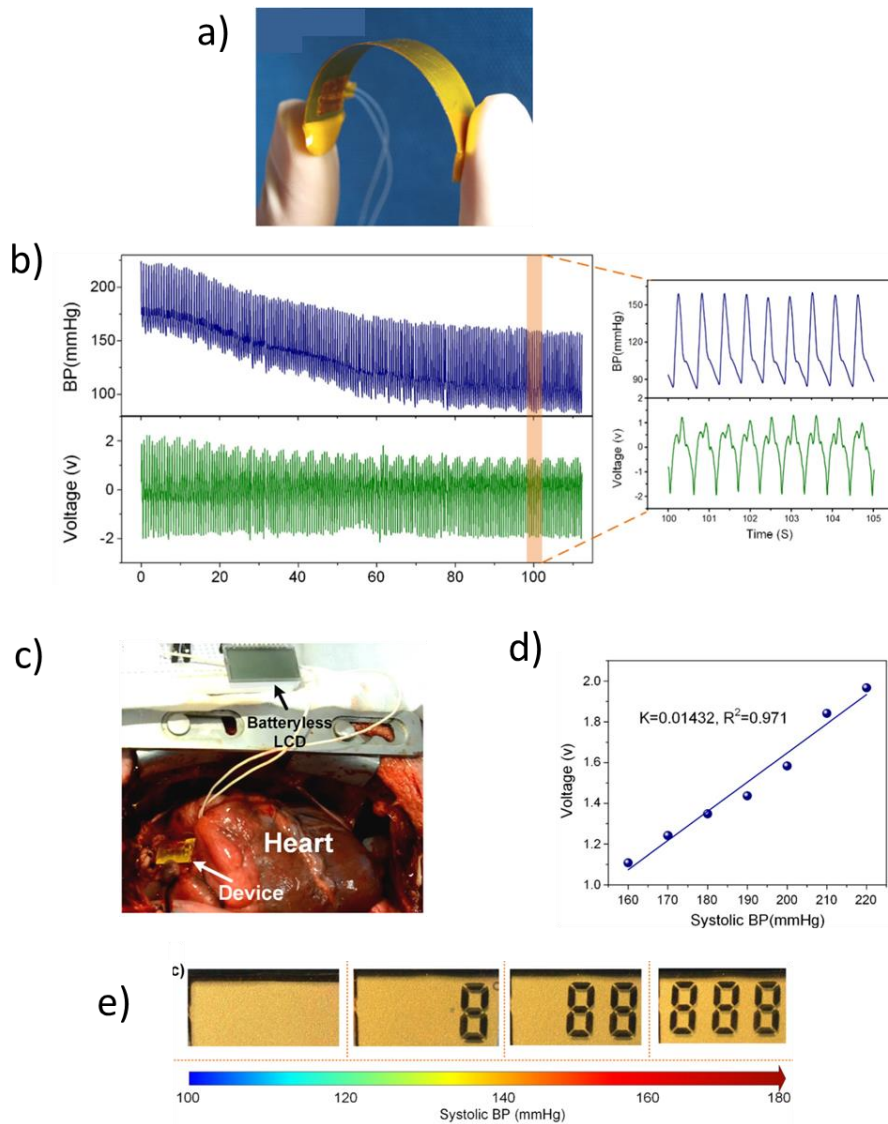 a)
b)
BP(mmHg)
200
150
100
Voltage (v)
2
0
-2
-3
0 20 40 60 80 100
BP(mmHg)
150
120
90
Voltage (v)
2
1
0
-1
-2
100 101 102 103 104 105
Time (S)
c)
Batteryless
LCD
Heart
Device
d)
K=0.01432, R²=0.971
Voltage (v)
2.0
1.8
1.6
1.4
1.2
1.0
160 170 180 190 200 210 220
Systolic BP(mmHg)
e)
c)
8
88
888
100 120 140 160 180
Systolic BP (mmHg)